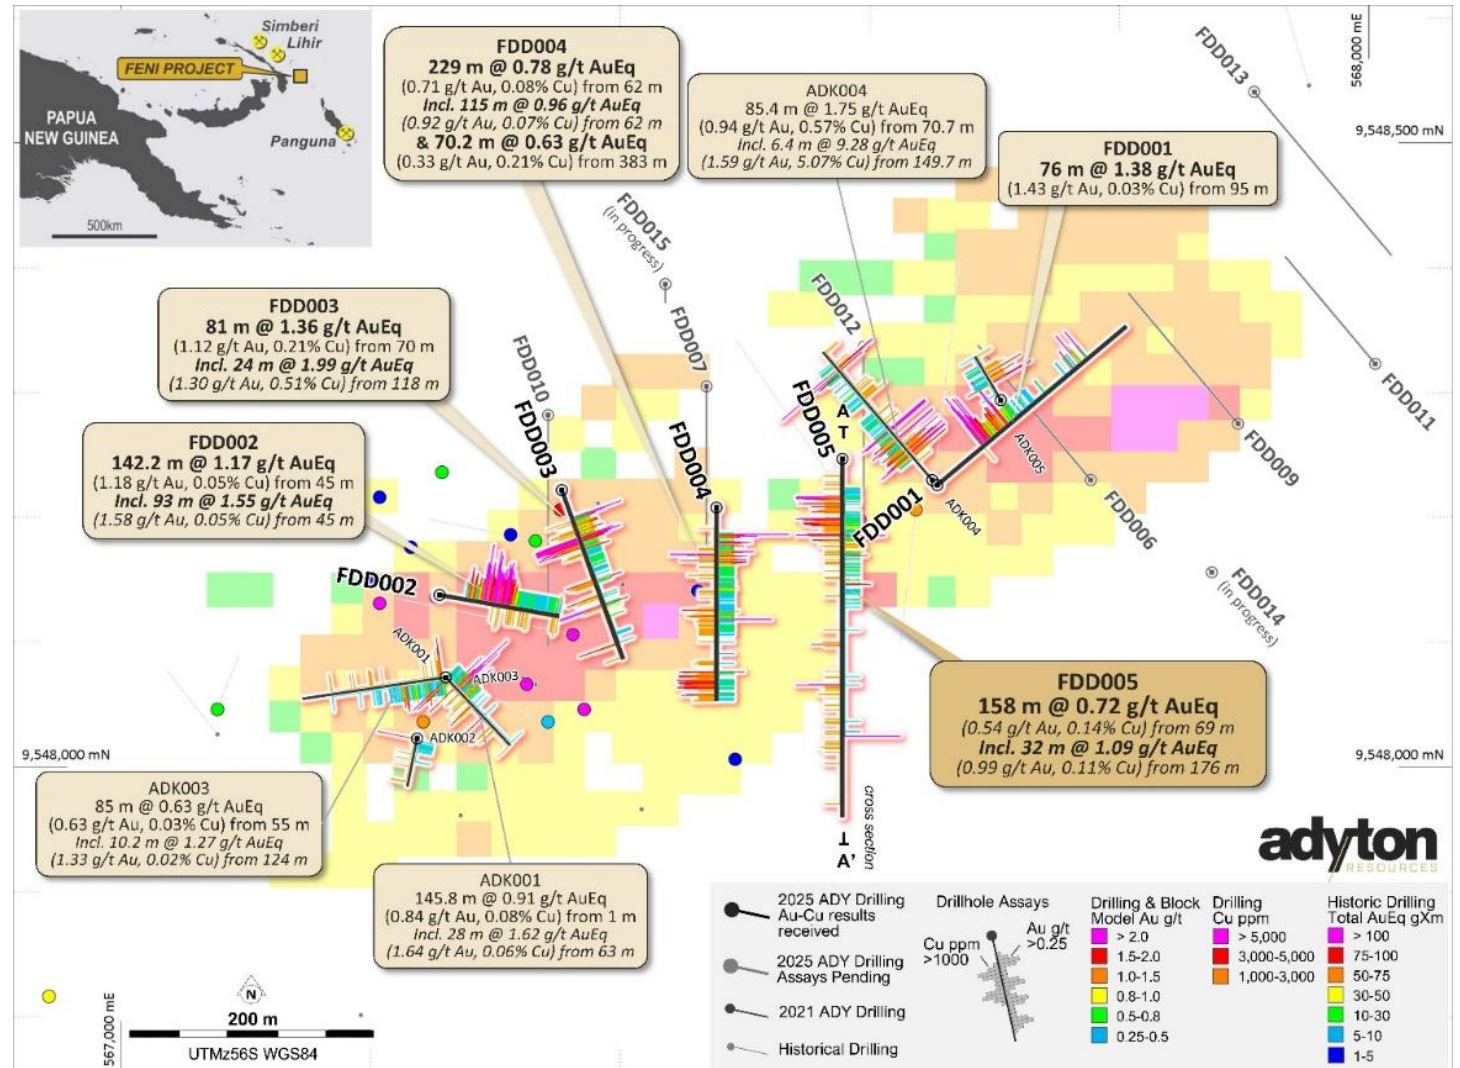 Simberi
Lihir
FENI PROJECT
PAPUA
NEW GUINEA
Panguna
500km
FDD004
229 m @ 0.78 g/t AuEq
(0.71 g/t Au, 0.08% Cu) from 62 m
Incl. 115 m @ 0.96 g/t AuEq
(0.92 g/t Au, 0.07% Cu) from 62 m
& 70.2 m @ 0.63 g/t AuEq
(0.33 g/t Au, 0.21% Cu) from 383 m
ADK004
85.4 m @ 1.75 g/t AuEq
(0.94 g/t Au, 0.57% Cu) from 70.7 m
Incl. 6.4 m @ 9.28 g/t AuEq
(1.59 g/t Au, 5.07% Cu) from 149.7 m
FDD001
76 m @ 1.38 g/t AuEq
(1.43 g/t Au, 0.03% Cu) from 95 m
FDD013
568,000 mE
9,548,500 mN
FDD015
(in progress)
FDD007
FDD012
FDD003
81 m @ 1.36 g/t AuEq
(1.12 g/t Au, 0.21% Cu) from 70 m
Incl. 24 m @ 1.99 g/t AuEq
(1.30 g/t Au, 0.51% Cu) from 118 m
FDD010
FDD003
FDD004
FDD005
A
T
FDD001
ADK005
ADK004
FDD011
FDD009
FDD006
FDD014
(in progress)
FDD002
142.2 m @ 1.17 g/t AuEq
(1.18 g/t Au, 0.05% Cu) from 45 m
Incl. 93 m @ 1.55 g/t AuEq
(1.58 g/t Au, 0.05% Cu) from 45 m
FDD002
ADK001
ADK003
ADK002
FDD005
158 m @ 0.72 g/t AuEq
(0.54 g/t Au, 0.14% Cu) from 69 m
Incl. 32 m @ 1.09 g/t AuEq
(0.99 g/t Au, 0.11% Cu) from 176 m
9,548,000 mN
9,548,000 mN
ADK003
85 m @ 0.63 g/t AuEq
(0.63 g/t Au, 0.03% Cu) from 55 m
Incl. 10.2 m @ 1.27 g/t AuEq
(1.33 g/t Au, 0.02% Cu) from 124 m
ADK001
145.8 m @ 0.91 g/t AuEq
(0.84 g/t Au, 0.08% Cu) from 1 m
Incl. 28 m @ 1.62 g/t AuEq
(1.64 g/t Au, 0.06% Cu) from 63 m
cross section
A'
adyton
RESOURCES
567,000 mE
N
200 m
UTMz56S WGS84
2025 ADY Drilling
Au-Cu results
received
2025 ADY Drilling
Assays Pending
2021 ADY Drilling
Historical Drilling
Drillhole Assays
Cu ppm
>1000
Au g/t
>0.25
Drilling & Block
Model Au g/t
> 2.0
1.5-2.0
1.0-1.5
0.8-1.0
0.5-0.8
0.25-0.5
Drilling
Cu ppm
> 5,000
3,000-5,000
1,000-3,000
Historic Drilling
Total AuEq gXm
> 100
75-100
50-75
30-50
10-30
5-10
1-5